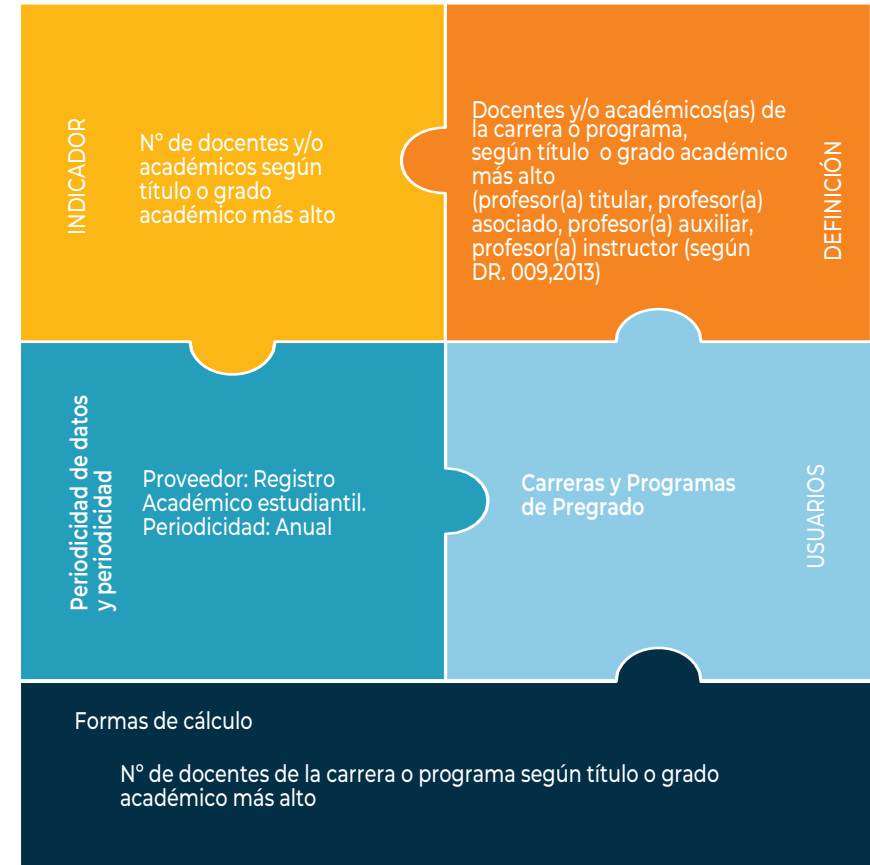 INDICADOR
N° de docentes y/o
académicos según
título o grado
académico más alto
Docentes y/o académicos(as) de
la carrera o programa,
según título o grado académico
más alto
(profesor(a) titular, profesor(a)
asociado, profesor(a) auxiliar,
profesor(a) instructor (según
DR. 009,2013)
DEFINICIÓN
Periodicidad de datos
y periodicidad
Proveedor: Registro
Académico estudiantil.
Periodicidad: Anual
Carreras y Programas
de Pregrado
USUARIOS
Formas de cálculo
N° de docentes de la carrera o programa según título o grado
académico más alto